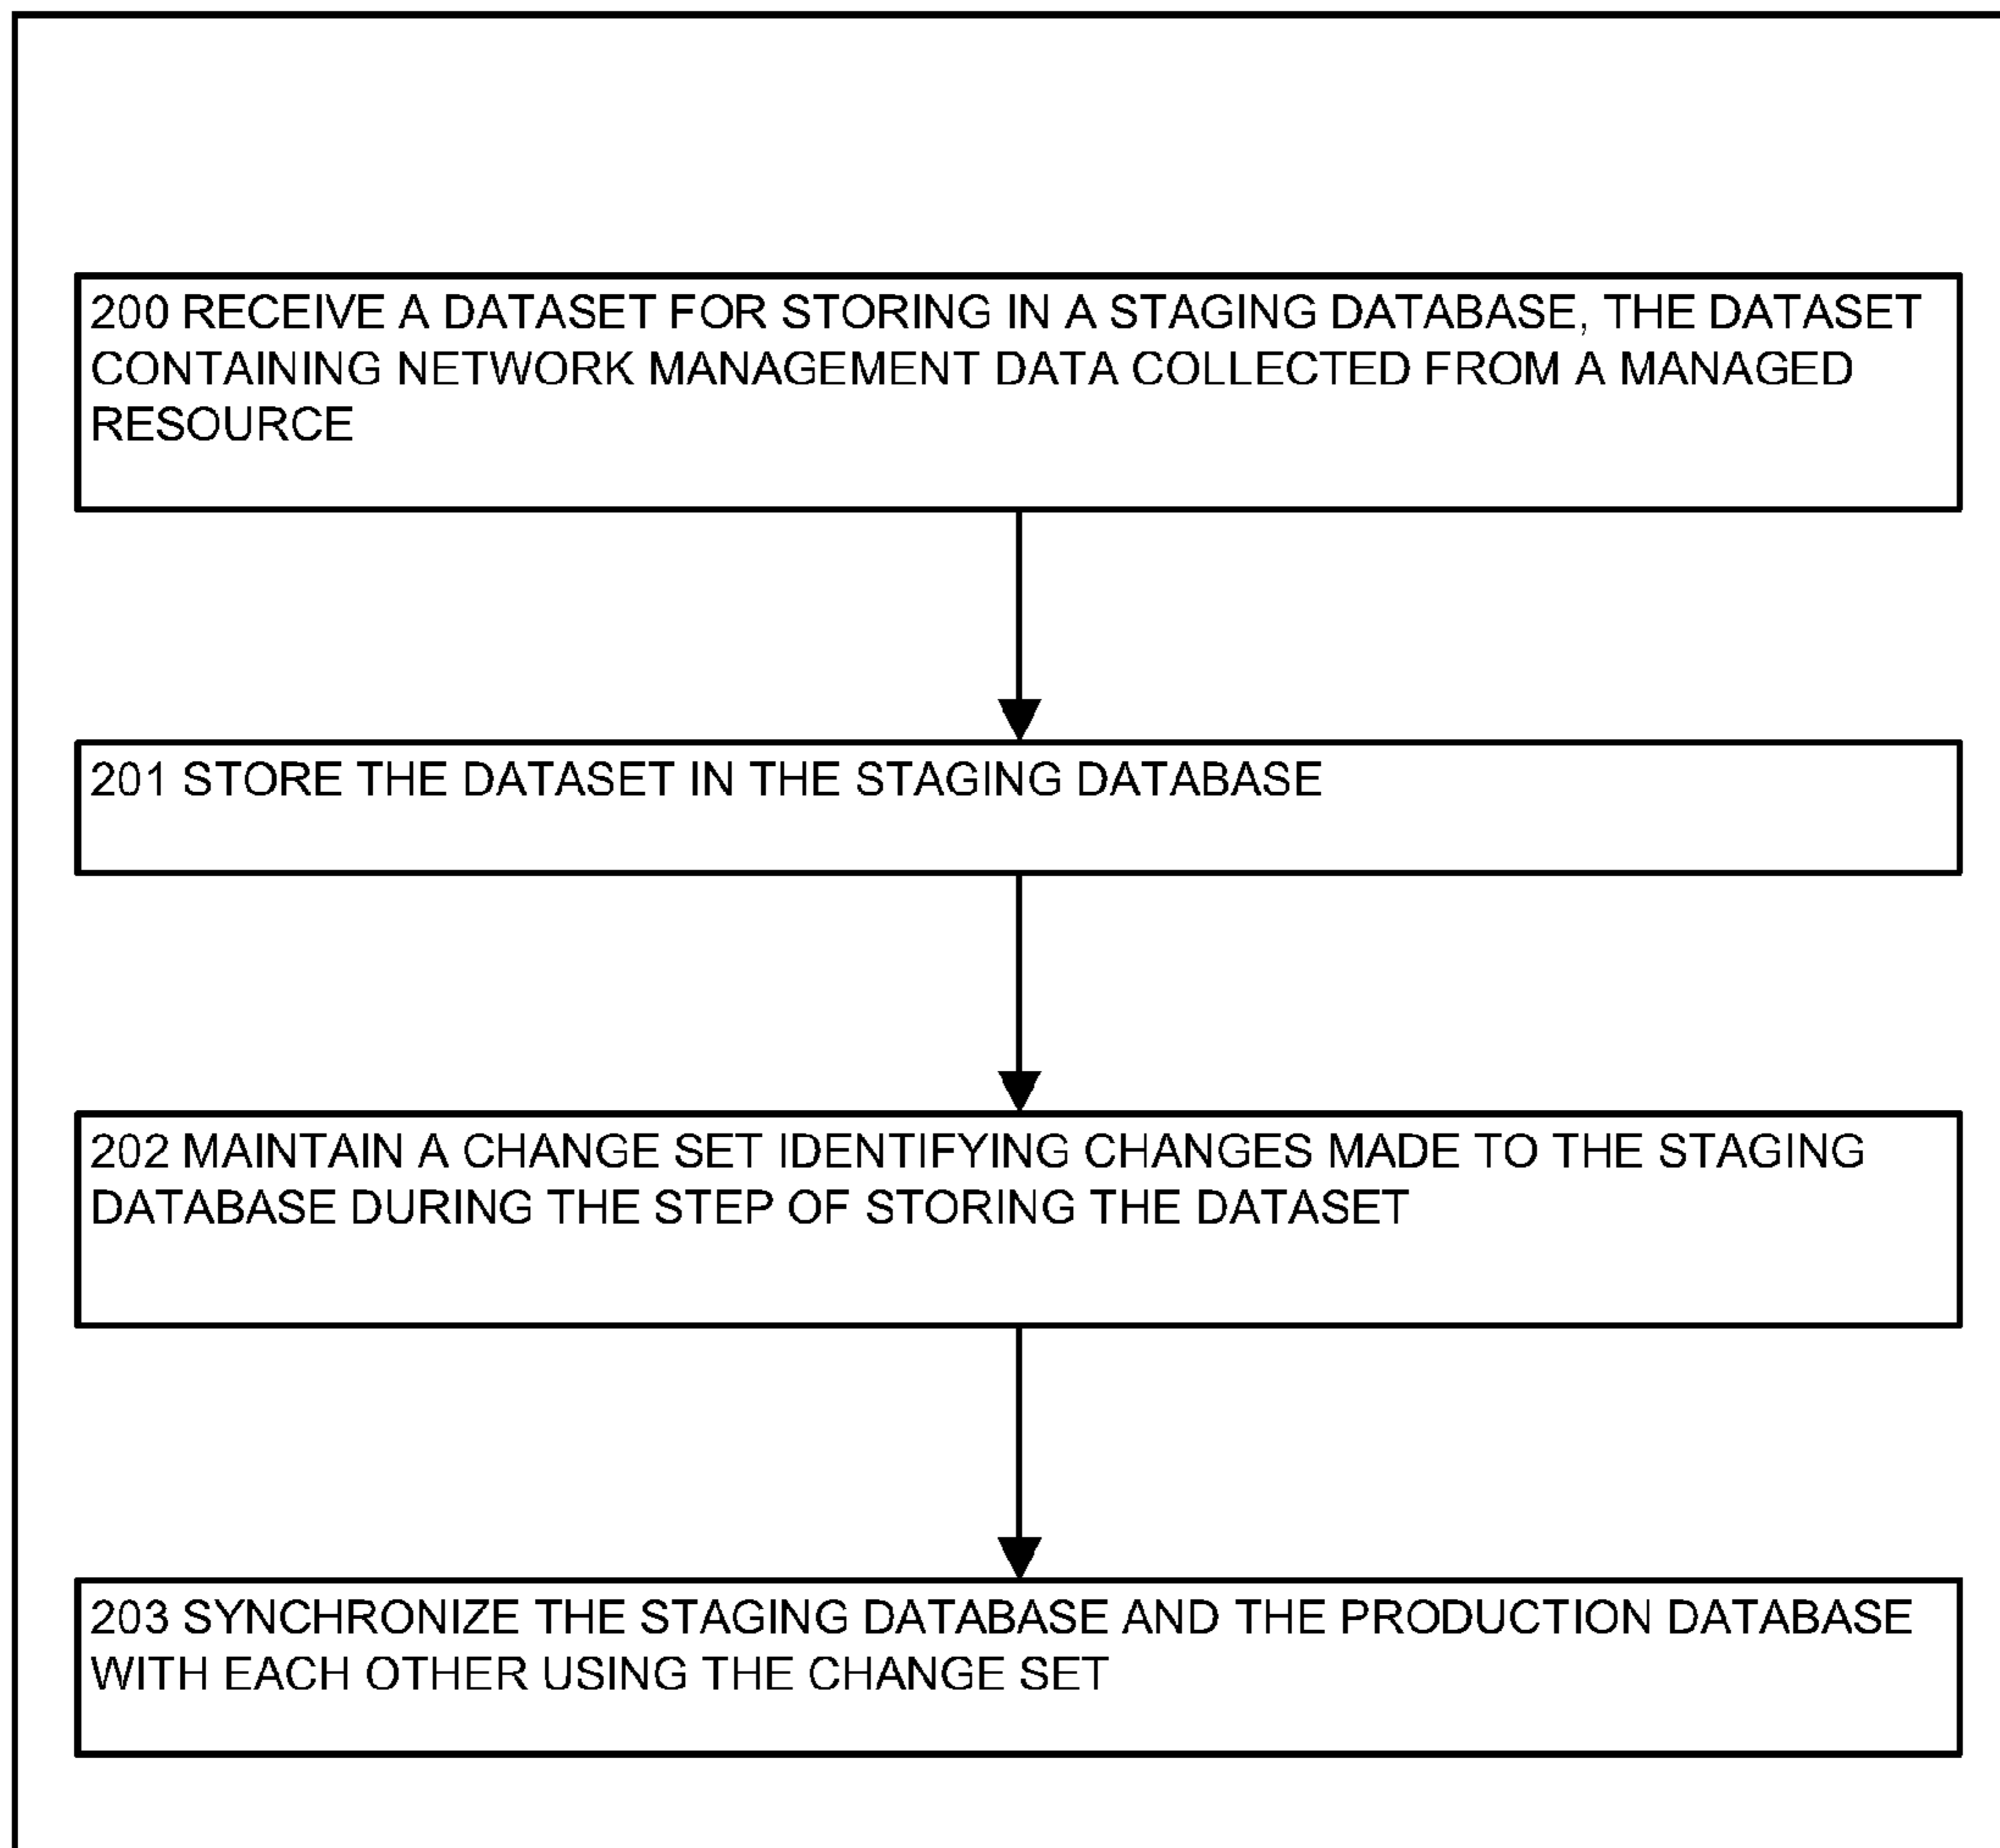 200 RECEIVE A DATASET FOR STORING IN A STAGING DATABASE, THE DATASET
CONTAINING NETWORK MANAGEMENT DATA COLLECTED FROM A MANAGED
RESOURCE
201 STORE THE DATASET IN THE STAGING DATABASE
202 MAINTAIN A CHANGE SET IDENTIFYING CHANGES MADE TO THE STAGING
DATABASE DURING THE STEP OF STORING THE DATASET
203 SYNCHRONIZE THE STAGING DATABASE AND THE PRODUCTION DATABASE
WITH EACH OTHER USING THE CHANGE SET